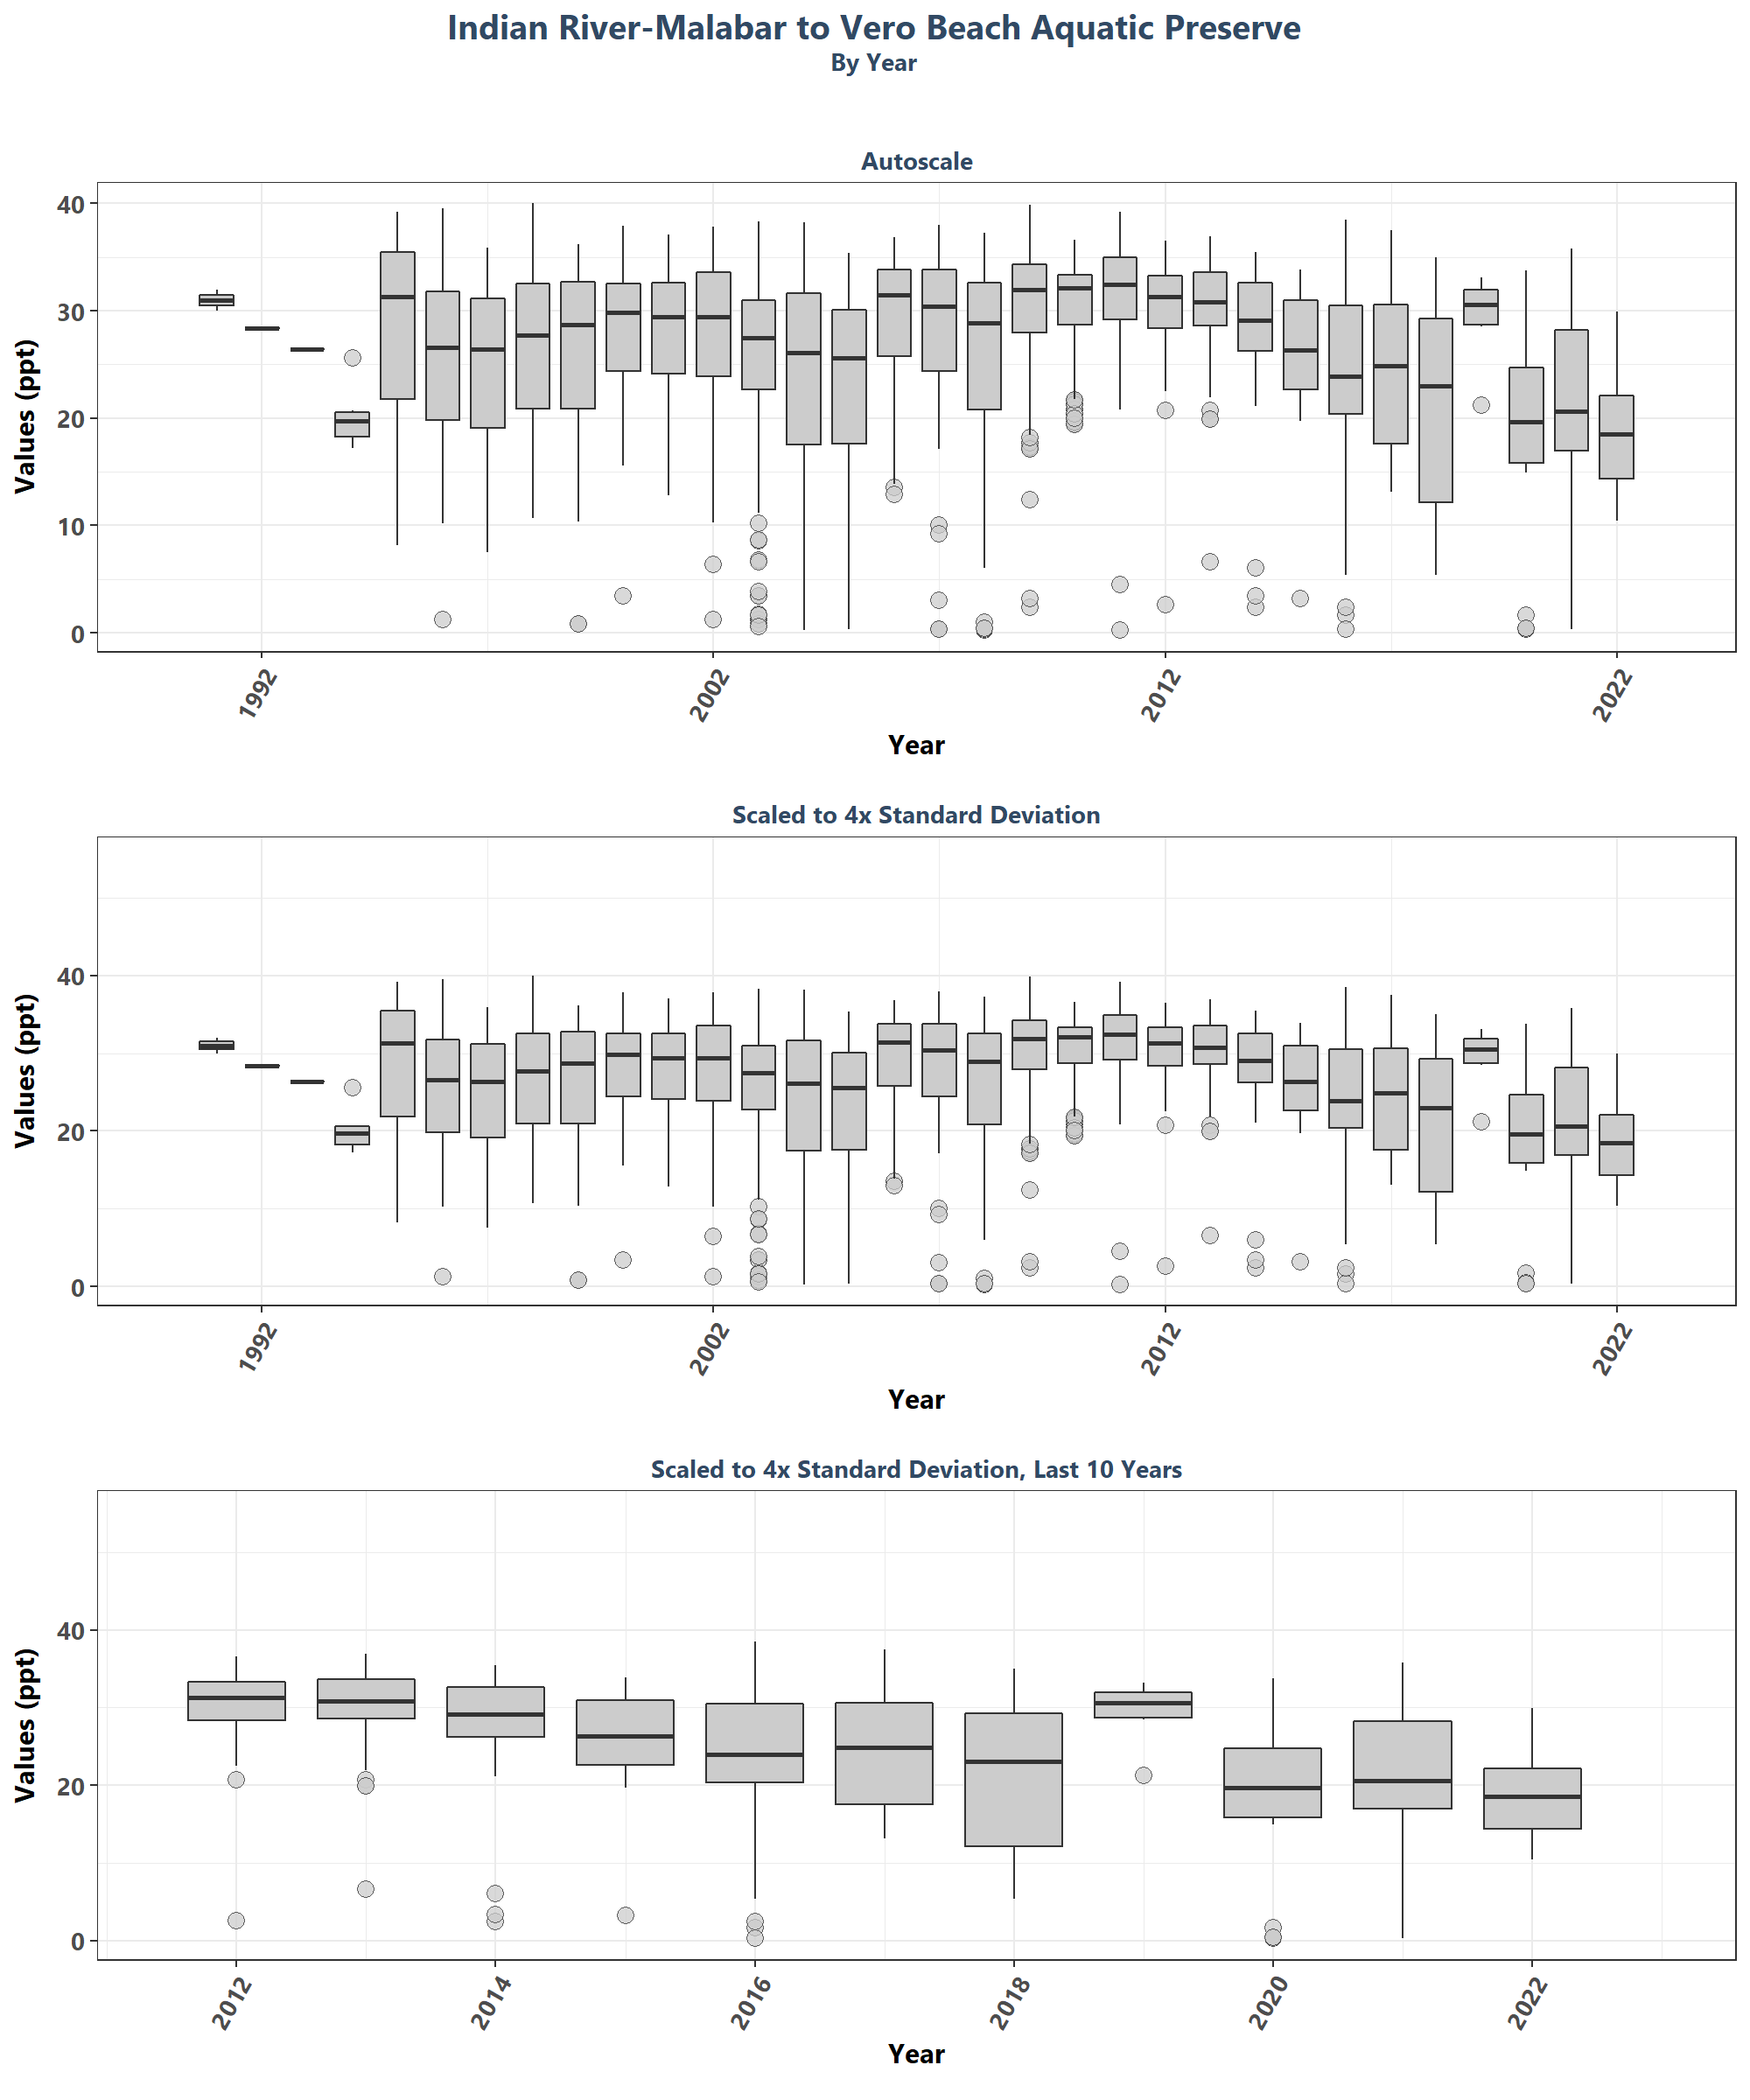 Indian River-Malabar to Vero Beach Aquatic Preserve
By Year
Autoscale
Values (ppt)
40
30
20
10
0
1992
2002
2012
2022
Year
Scaled to 4x Standard Deviation
Values (ppt)
40
20
0
1992
2002
2012
2022
Year
Scaled to 4x Standard Deviation, Last 10 Years
Values (ppt)
40
20
0
2012
2014
2016
2018
2020
2022
Year